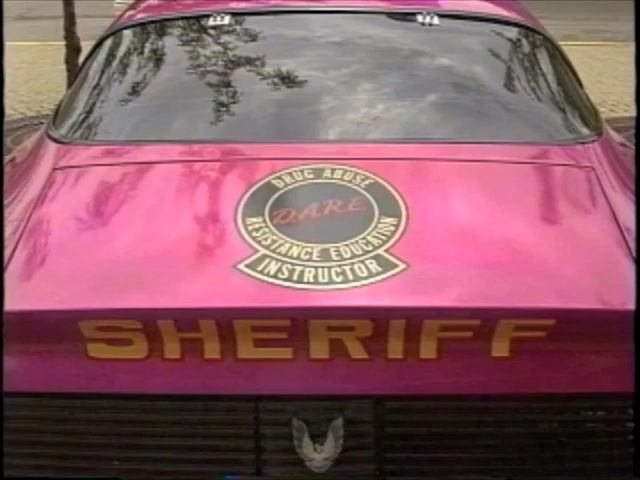 DRUG ABUSE
D.A.R.E.
RESISTANCE EDUCATION
INSTRUCTOR
SHERIFF